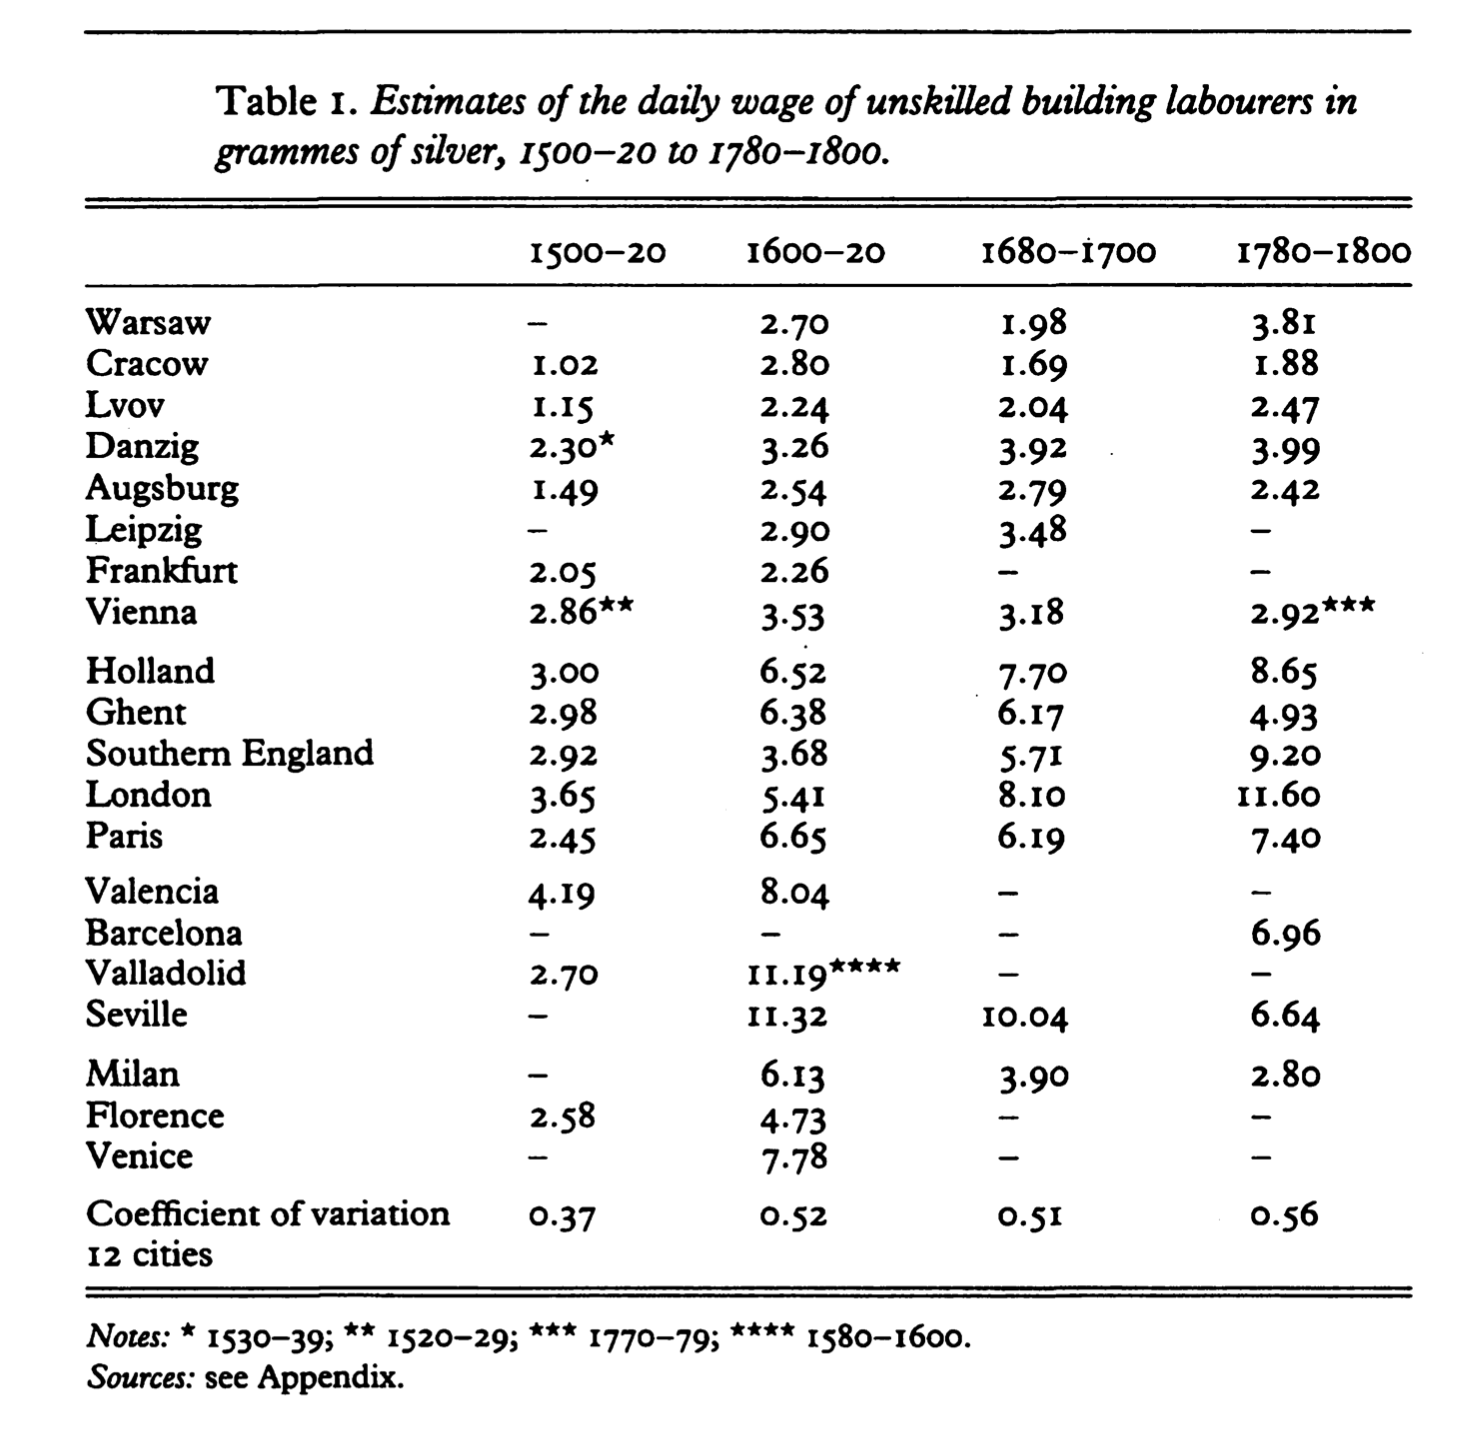 Table 1. Estimates of the daily wage of unskilled building labourers in
grammes of silver, 1500–20 to 1780–1800.
1500–20 1600–20 1680–1700 1780–1800
Warsaw – 2.70 1.98 3.81
Cracow 1.02 2.80 1.69 1.88
Lvov 1.15 2.24 2.04 2.47
Danzig 2.30* 3.26 3.92 3.99
Augsburg 1.49 2.54 2.79 2.42
Leipzig – 2.90 3.48 –
Frankfurt 2.05 2.26 – –
Vienna 2.86** 3.53 3.18 2.92***
Holland 3.00 6.52 7.70 8.65
Ghent 2.98 6.38 6.17 4.93
Southern England 2.92 3.68 5.71 9.20
London 3.65 5.41 8.10 11.60
Paris 2.45 6.65 6.19 7.40
Valencia 4.19 8.04 – –
Barcelona – – – 6.96
Valladolid 2.70 11.19**** – –
Seville – 11.32 10.04 6.64
Milan – 6.13 3.90 2.80
Florence 2.58 4.73 – –
Venice – 7.78 – –
Coefficient of variation 0.37 0.52 0.51 0.56
12 cities
Notes: * 1530–39; ** 1520–29; *** 1770–79; **** 1580–1600.
Sources: see Appendix.